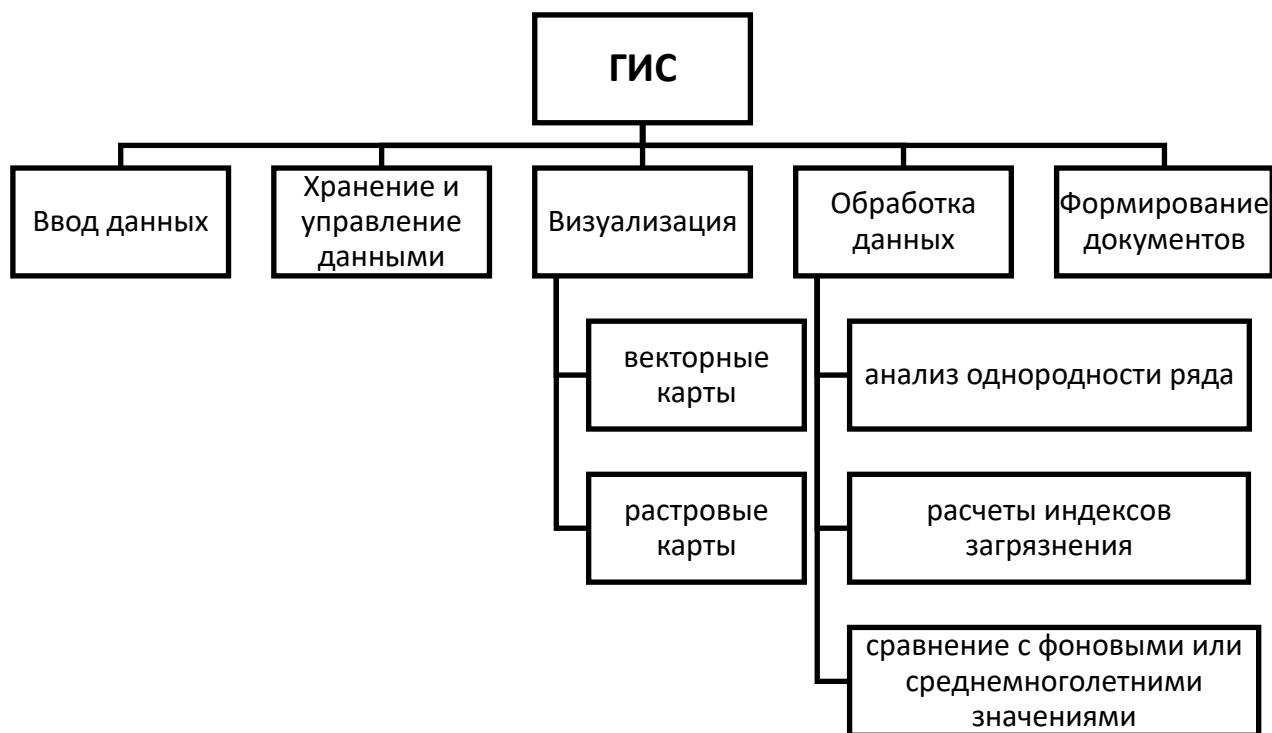 ГИС
Ввод данных
Хранение и
управление
данными
Визуализация
Обработка
данных
Формирование
документов
векторные
карты
растровые
карты
анализ однородности ряда
расчеты индексов
загрязнения
сравнение с фоновыми или
среднемноголетними
значениями